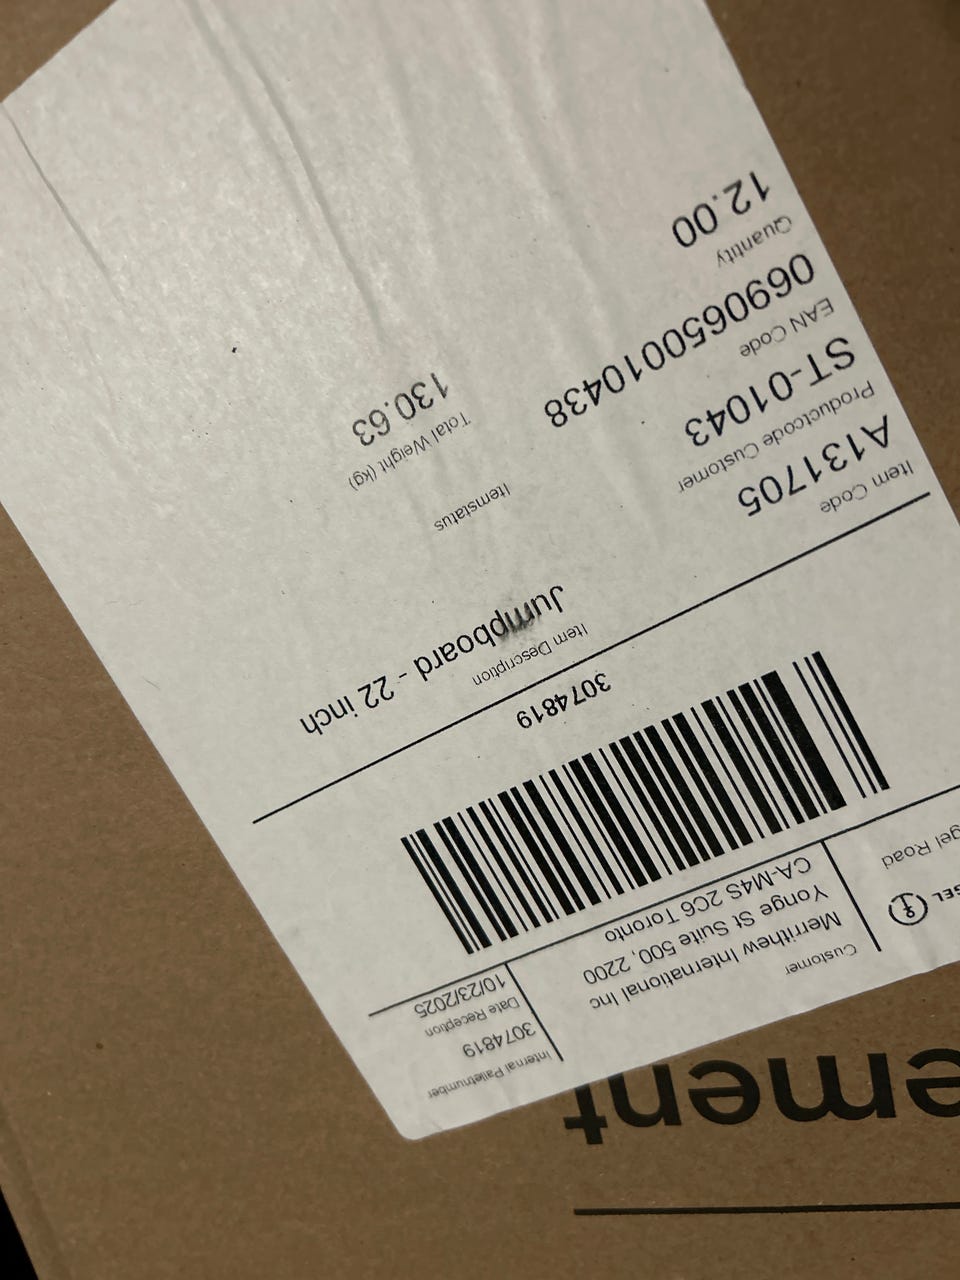 ement
Internal Palletnumber
3074819
Date Reception
10/23/2025
Customer
Merrithew International Inc
Yonge St Suite 500, 2200
CA-M4S 2C6 Toronto
GEL
gel Road
3074819
Item Description
Jumpboard - 22 inch
Item Code
A131705
Productcode Customer
ST-01043
EAN Code
0690650010438
Quantity
12.00
Itemstatus
Total Weight (kg)
130.63